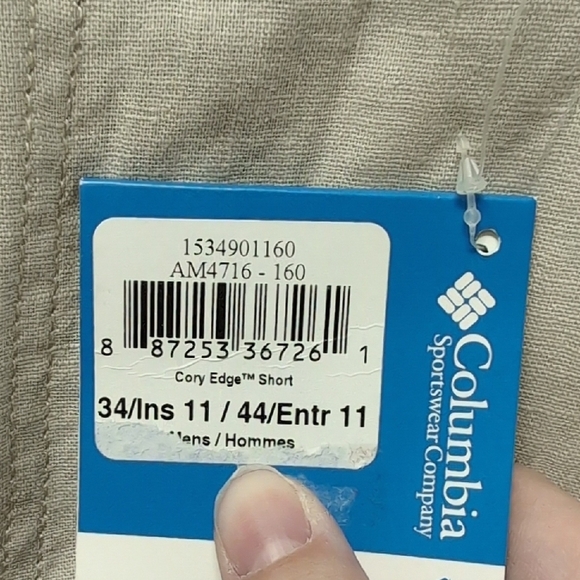 1534901160
AM4716 - 160
8 87253 36726 1
Cory Edge™ Short
34/Ins 11 / 44/Entr 11
Mens / Hommes
Columbia
Sportswear Company